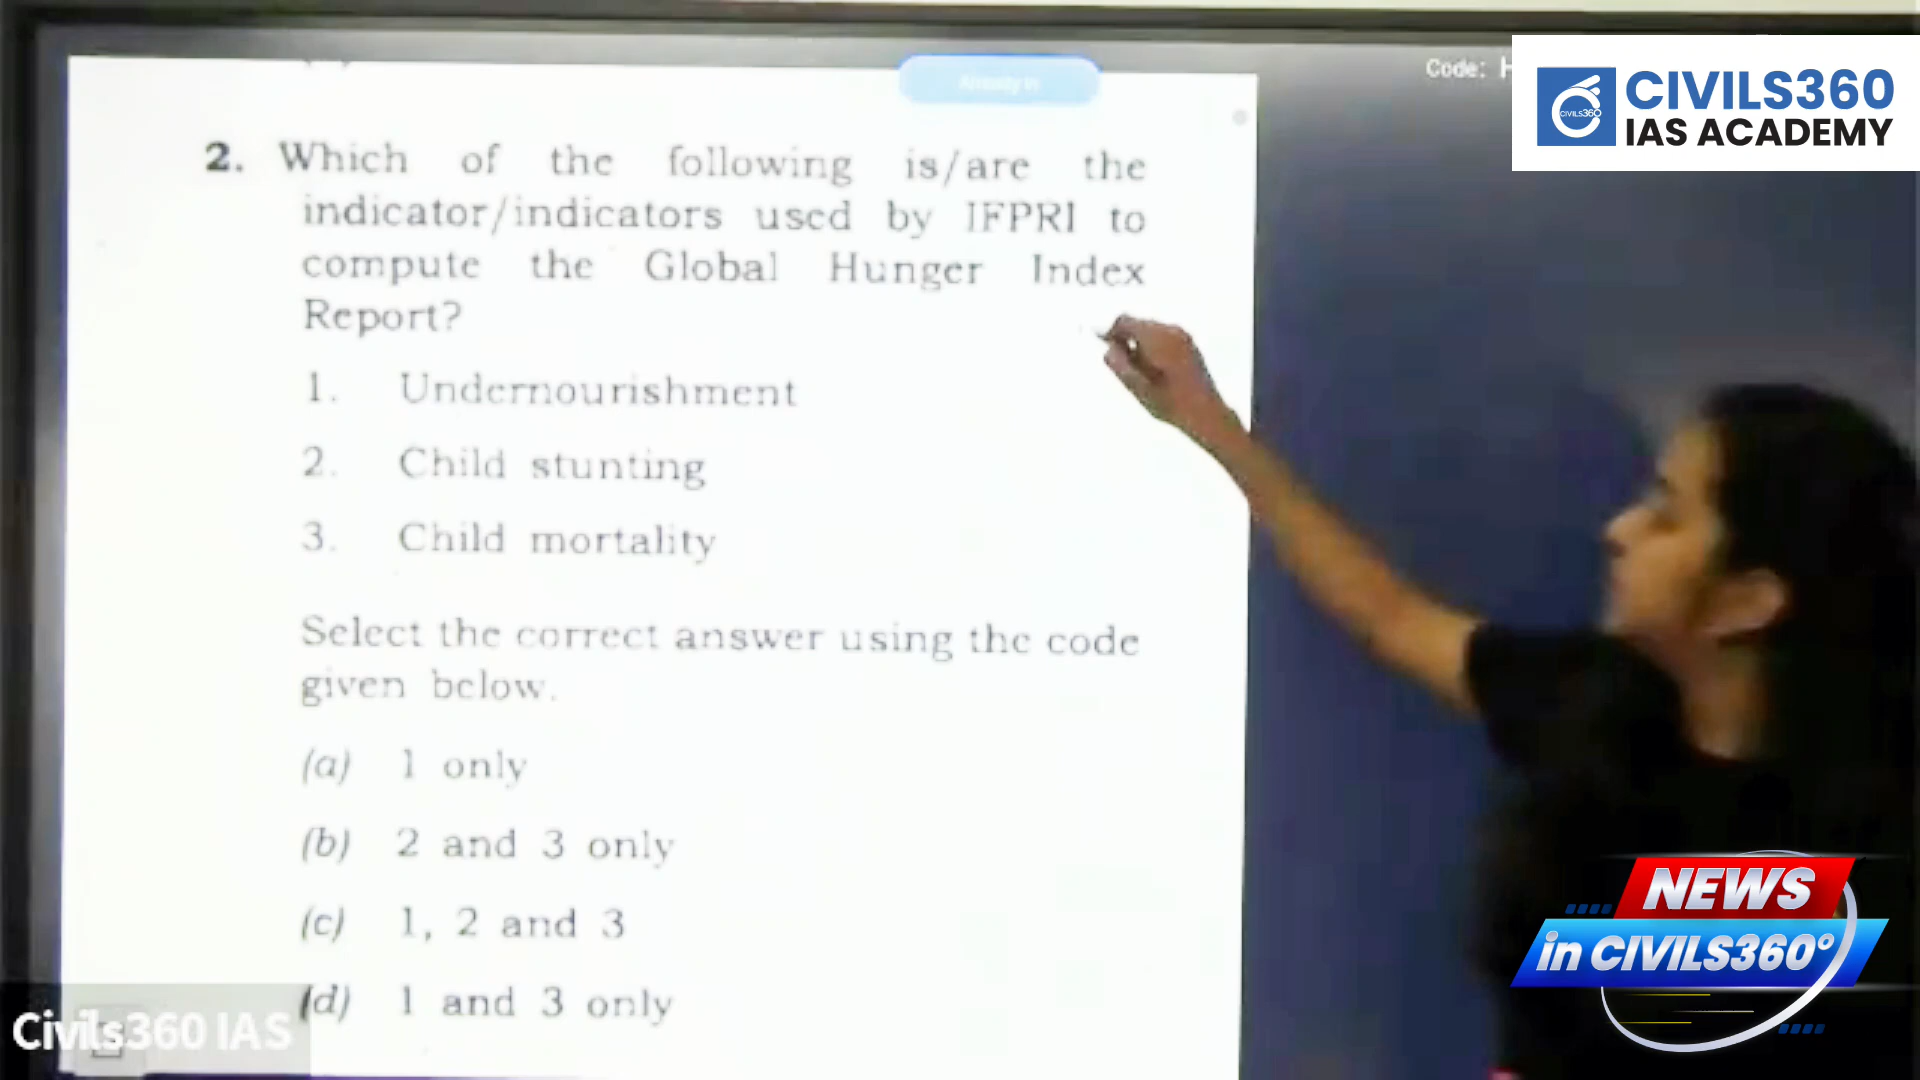 Code: H
CIVILS360
CIVILS360
IAS ACADEMY
2. Which of the following is/are the
indicator/indicators used by IFPRI to
compute the Global Hunger Index
Report?
1. Undernourishment
2. Child stunting
3. Child mortality
Select the correct answer using the code
given below.
(a) 1 only
(b) 2 and 3 only
(c) 1, 2 and 3
(d) 1 and 3 only
Civils360 IAS
NEWS
in CIVILS360°